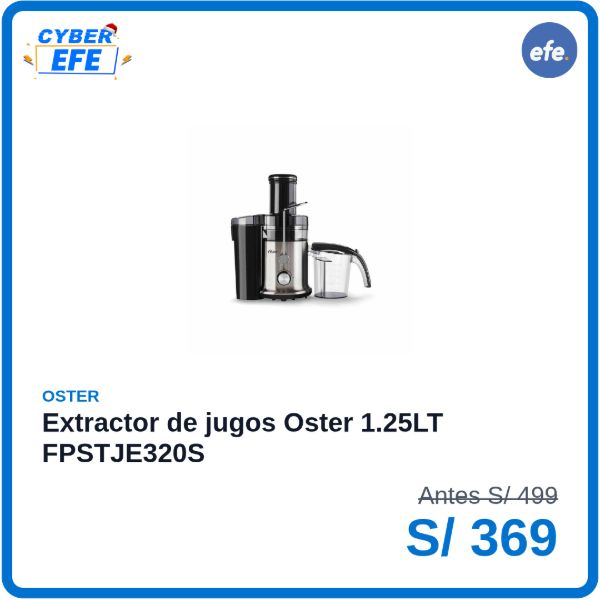 CYBER
EFE
efe.
OSTER
Extractor de jugos Oster 1.25LT
FPSTJE320S
Antes S/ 499
S/ 369